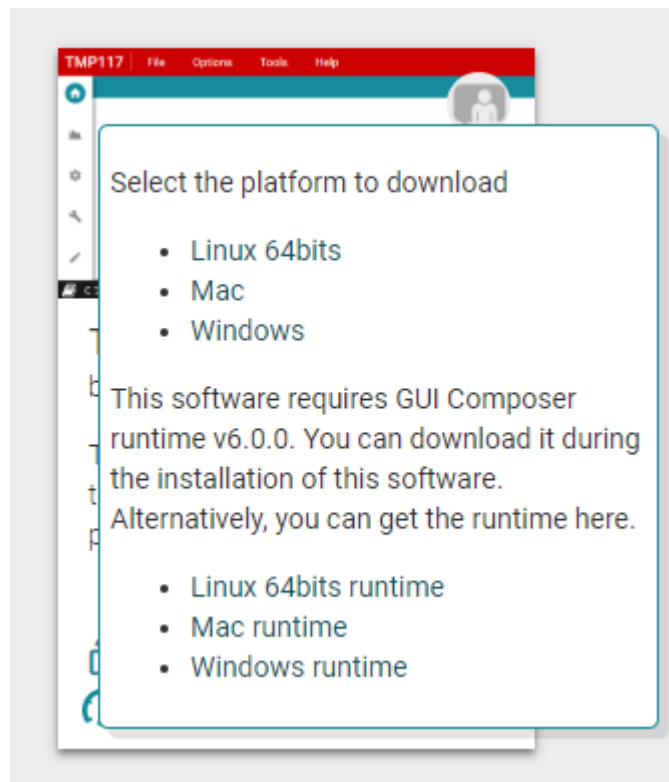 TMP117 File Options Tools Help
Select the platform to download
• Linux 64bits
• Mac
• Windows
This software requires GUI Composer
runtime v6.0.0. You can download it during
the installation of this software.
Alternatively, you can get the runtime here.
• Linux 64bits runtime
• Mac runtime
• Windows runtime